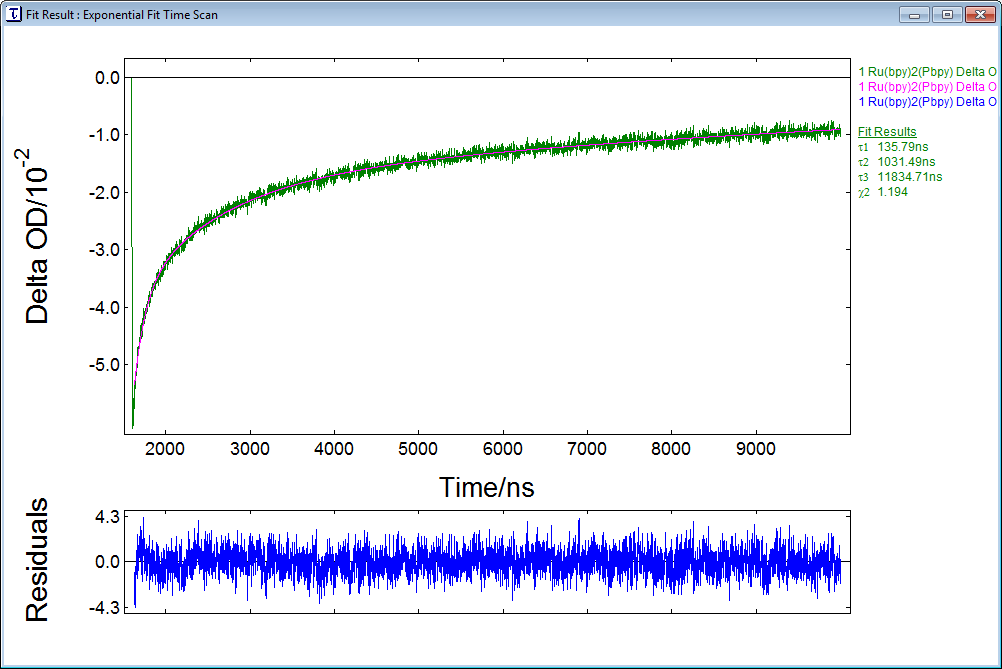 Fit Result : Exponential Fit Time Scan
0.0
-1.0
-2.0
-3.0
-4.0
-5.0
Delta OD/10-2
2000 3000 4000 5000 6000 7000 8000 9000
Time/ns
1 Ru(bpy)2(Pbpy) Delta O
1 Ru(bpy)2(Pbpy) Delta O
1 Ru(bpy)2(Pbpy) Delta O
Fit Results
τ1 135.79ns
τ2 1031.49ns
τ3 11834.71ns
χ2 1.194
4.3
0.0
-4.3
Residuals